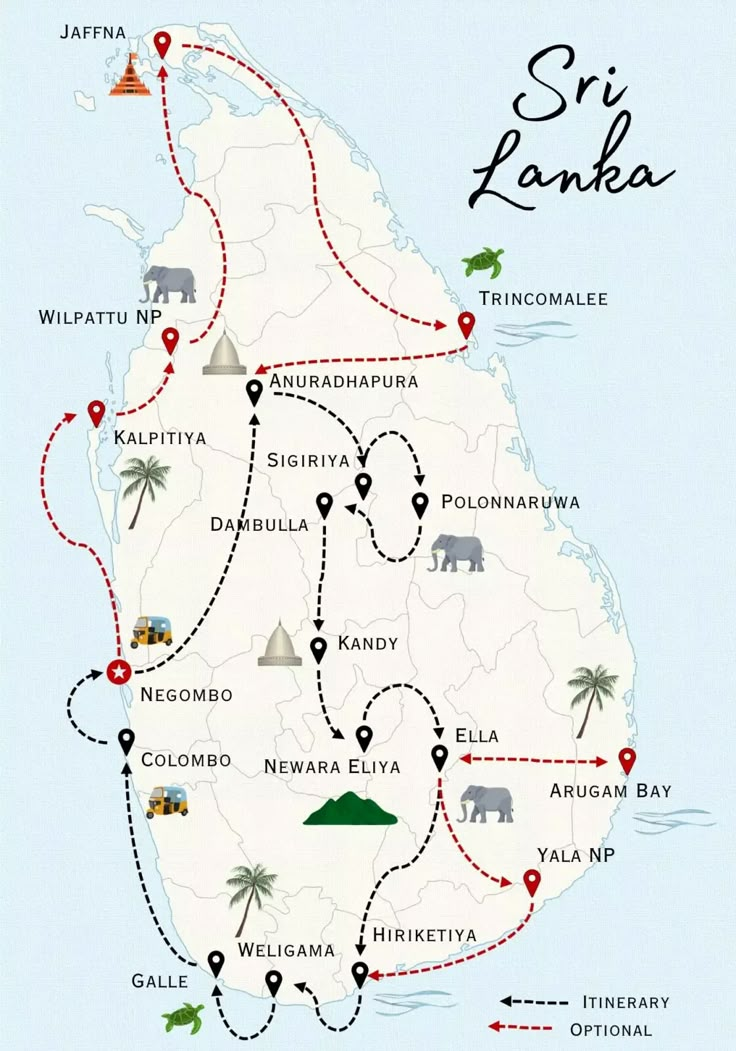 JAFFNA
Sri
Lanka
TRINCOMALEE
WILPATTU NP
ANURADHAPURA
KALPITIYA
SIGIRIYA
POLONNARUWA
DAMBULLA
KANDY
NEGOMBO
ELLA
COLOMBO
NEWARA ELIYA
ARUGAM BAY
YALA NP
HIRIKETIYA
WELIGAMA
GALLE
ITINERARY
OPTIONAL